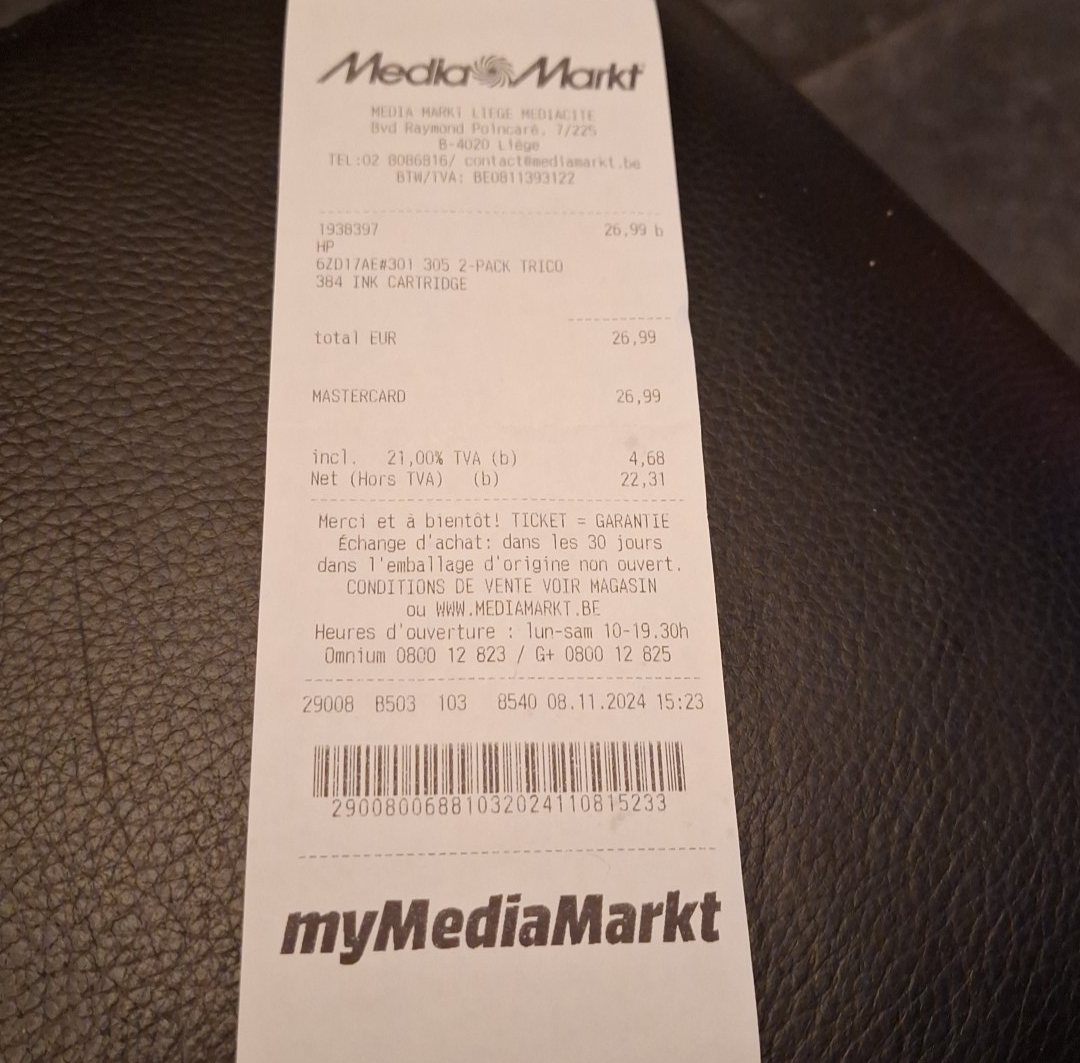 Media Markt
MEDIA MARKT LIEGE MEDIACITE
Bvd Raymond Poincaré, 7/225
B-4020 Liège
TEL:02 8086816/ contact@mediamarkt.be
BTW/TVA: BE0811393122
1938397 26,99 b
HP
6ZD17AE#301 305 2-PACK TRICO
384 INK CARTRIDGE
total EUR 26,99
MASTERCARD 26,99
incl. 21,00% TVA (b) 4,68
Net (Hors TVA) (b) 22,31
Merci et à bientôt! TICKET = GARANTIE
Échange d'achat: dans les 30 jours
dans l'emballage d'origine non ouvert.
CONDITIONS DE VENTE VOIR MAGASIN
ou WWW.MEDIAMARKT.BE
Heures d'ouverture : lun-sam 10-19.30h
Omnium 0800 12 823 / G+ 0800 12 825
29008 B503 103 8540 08.11.2024 15:23
29008006881032024110815233
myMediaMarkt